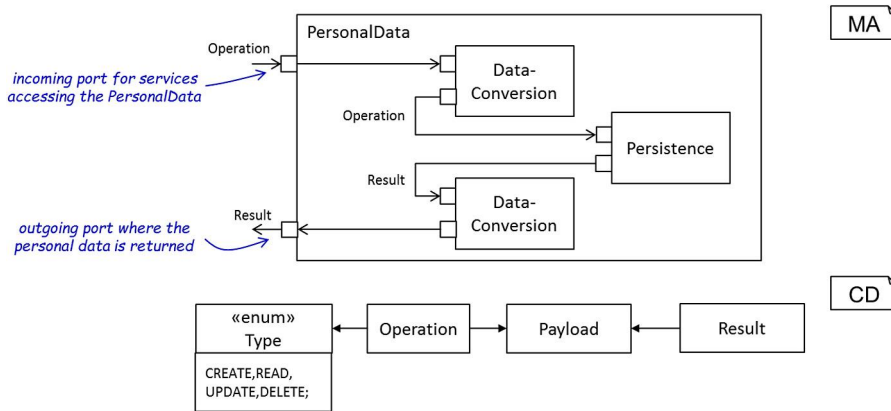 PersonalData
MA
Operation
incoming port for services
accessing the PersonalData
Data-
Conversion
Operation
Persistence
Result
Data-
Conversion
Result
outgoing port where the
personal data is returned
CD
«enum»
Type
Operation
Payload
Result
CREATE,READ,
UPDATE,DELETE;